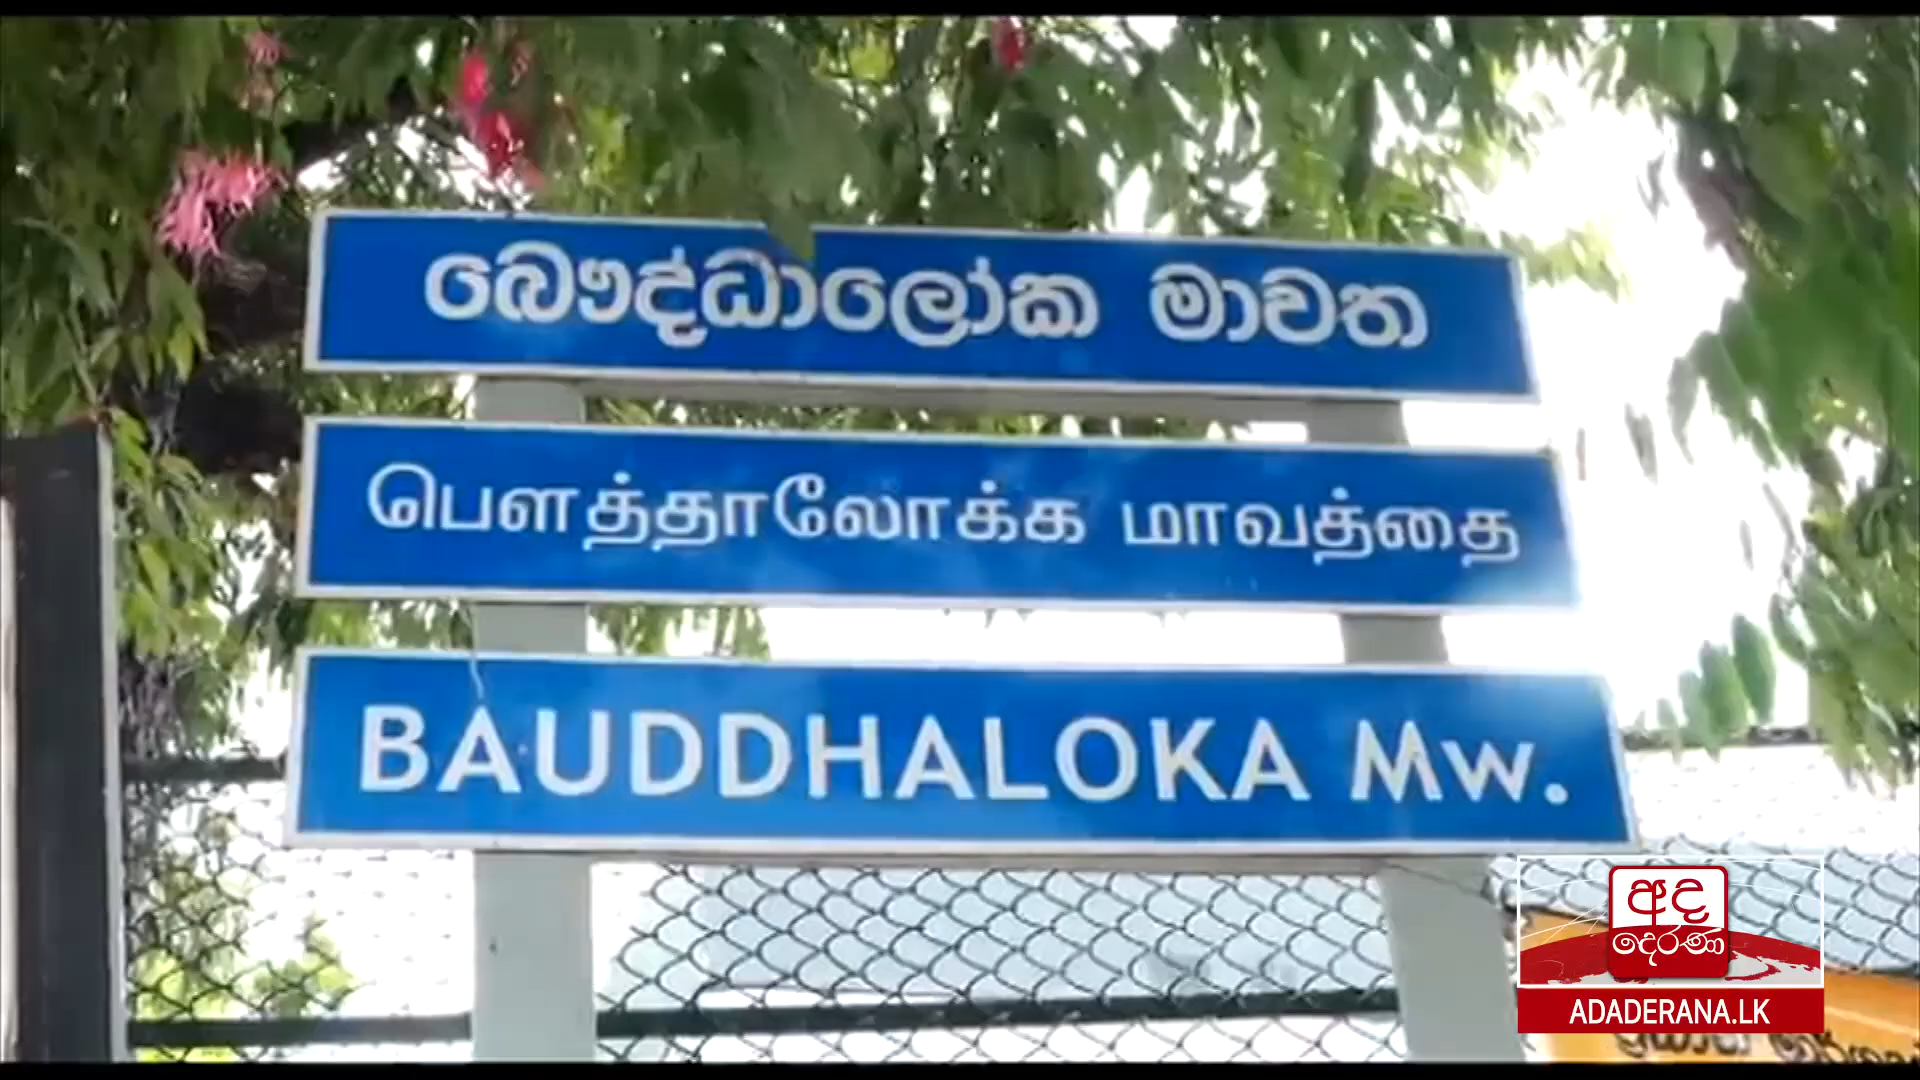 බෞද්ධාලෝක මාවත
பௌத்தாலோக்க மாவத்தை
BAUDDHALOKA Mw.
අද
දෙරණ
ADADERANA.LK